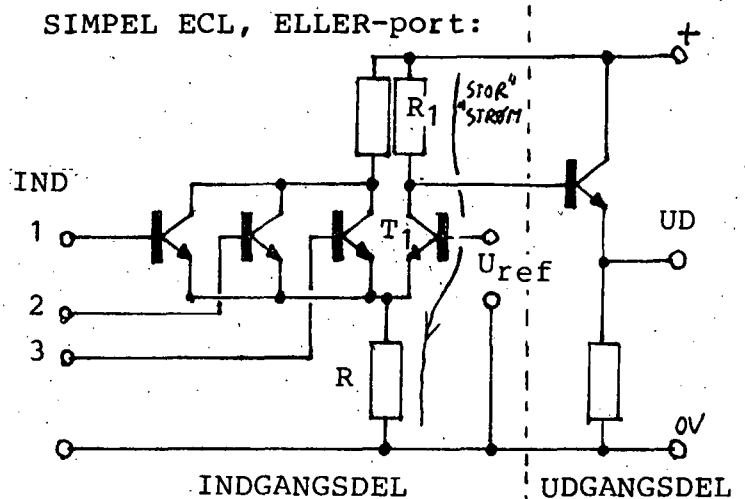 SIMPEL ECL, ELLER-port:
+
R1
"STOR"
STRØM
IND
1
T1
UD
Uref
2
3
R
0V
INDGANGSDEL
UDGANGSDEL